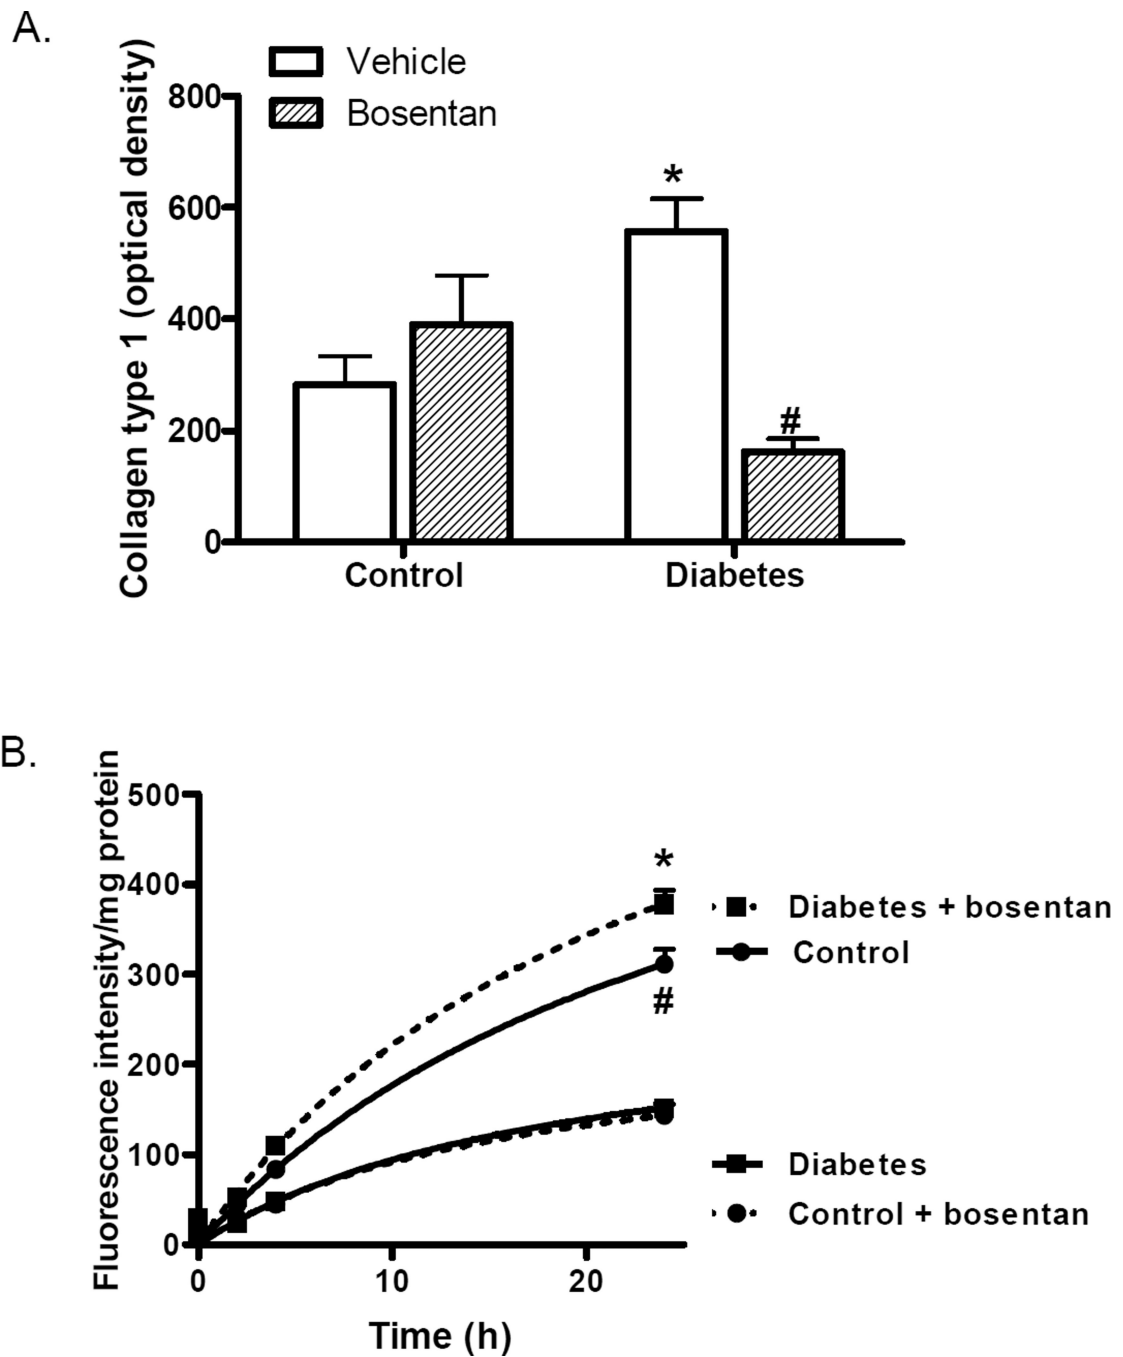 A.
Vehicle
Bosentan
Collagen type 1 (optical density)
800
600
400
200
0
*
#
Control
Diabetes
B.
Fluorescence intensity/mg protein
500
400
300
200
100
0
*
#
Diabetes + bosentan
Control
Diabetes
Control + bosentan
0
10
20
Time (h)